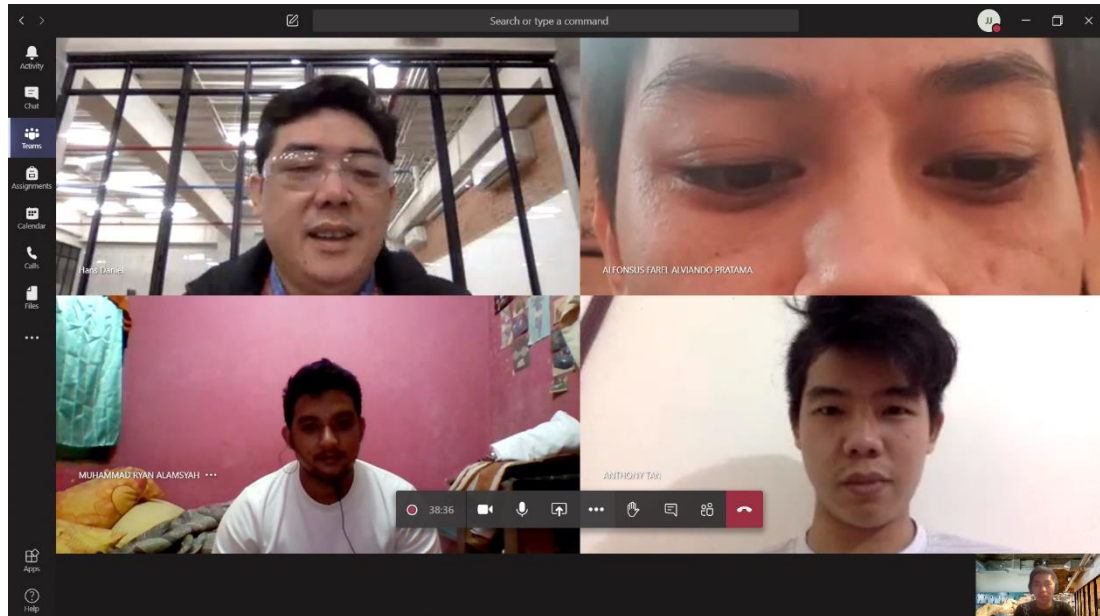 Search or type a command
JJ
Activity
Chat
Teams
Assignments
Calendar
Calls
Files
Apps
Help
Hans Daniel
ALFONSUS FAREL ALVIANDO PRATAMA
MUHAMMAD RYAN ALAMSYAH
ANTHONY TAN
38:36